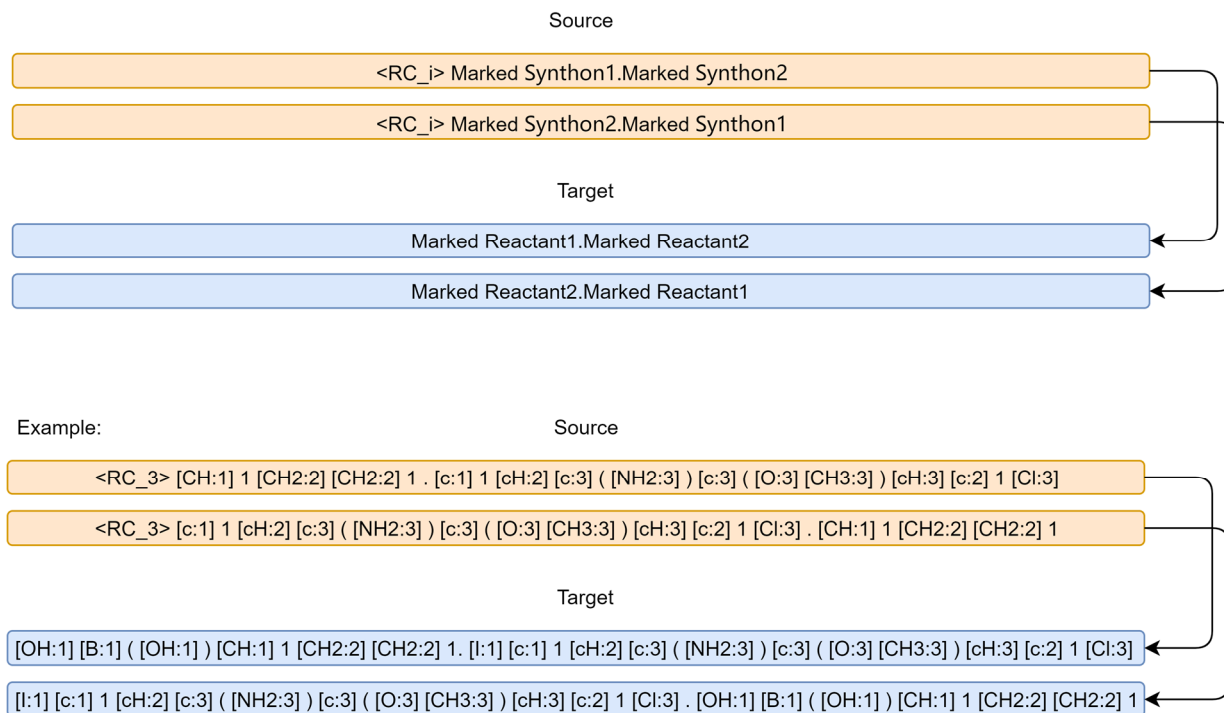 Source
<RC_i> Marked Synthon1.Marked Synthon2
<RC_i> Marked Synthon2.Marked Synthon1
Target
Marked Reactant1.Marked Reactant2
Marked Reactant2.Marked Reactant1
Example:
Source
<RC_3> [CH:1] 1 [CH2:2] [CH2:2] 1 . [c:1] 1 [cH:2] [c:3] ( [NH2:3] ) [c:3] ( [O:3] [CH3:3] ) [cH:3] [c:2] 1 [Cl:3]
<RC_3> [c:1] 1 [cH:2] [c:3] ( [NH2:3] ) [c:3] ( [O:3] [CH3:3] ) [cH:3] [c:2] 1 [Cl:3] . [CH:1] 1 [CH2:2] [CH2:2] 1
Target
[OH:1] [B:1] ( [OH:1] ) [CH:1] 1 [CH2:2] [CH2:2] 1. [I:1] [c:1] 1 [cH:2] [c:3] ( [NH2:3] ) [c:3] ( [O:3] [CH3:3] ) [cH:3] [c:2] 1 [Cl:3]
[I:1] [c:1] 1 [cH:2] [c:3] ( [NH2:3] ) [c:3] ( [O:3] [CH3:3] ) [cH:3] [c:2] 1 [Cl:3] . [OH:1] [B:1] ( [OH:1] ) [CH:1] 1 [CH2:2] [CH2:2] 1